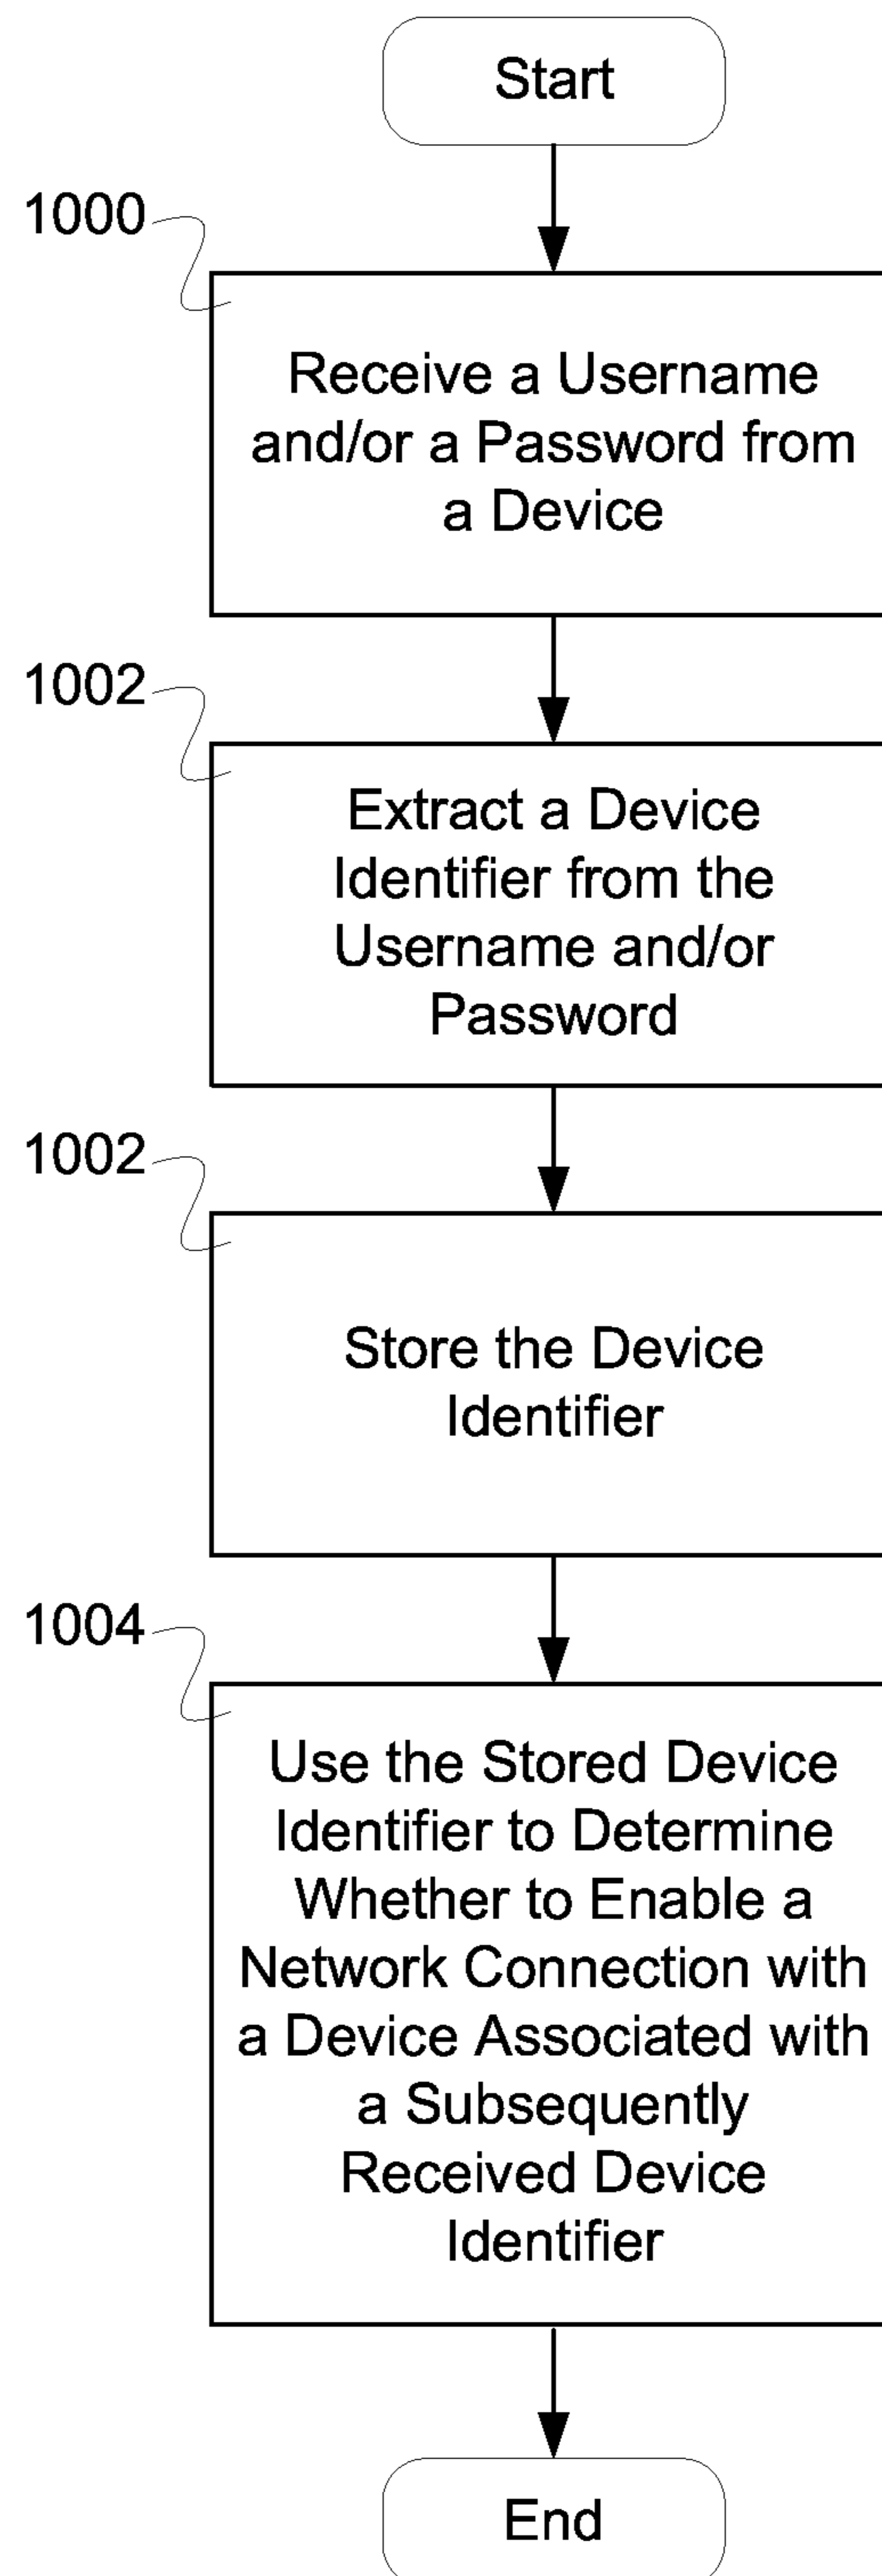 Start
1000
Receive a Username
and/or a Password from
a Device
1002
Extract a Device
Identifier from the
Username and/or
Password
1002
Store the Device
Identifier
1004
Use the Stored Device
Identifier to Determine
Whether to Enable a
Network Connection with
a Device Associated with
a Subsequently
Received Device
Identifier
End